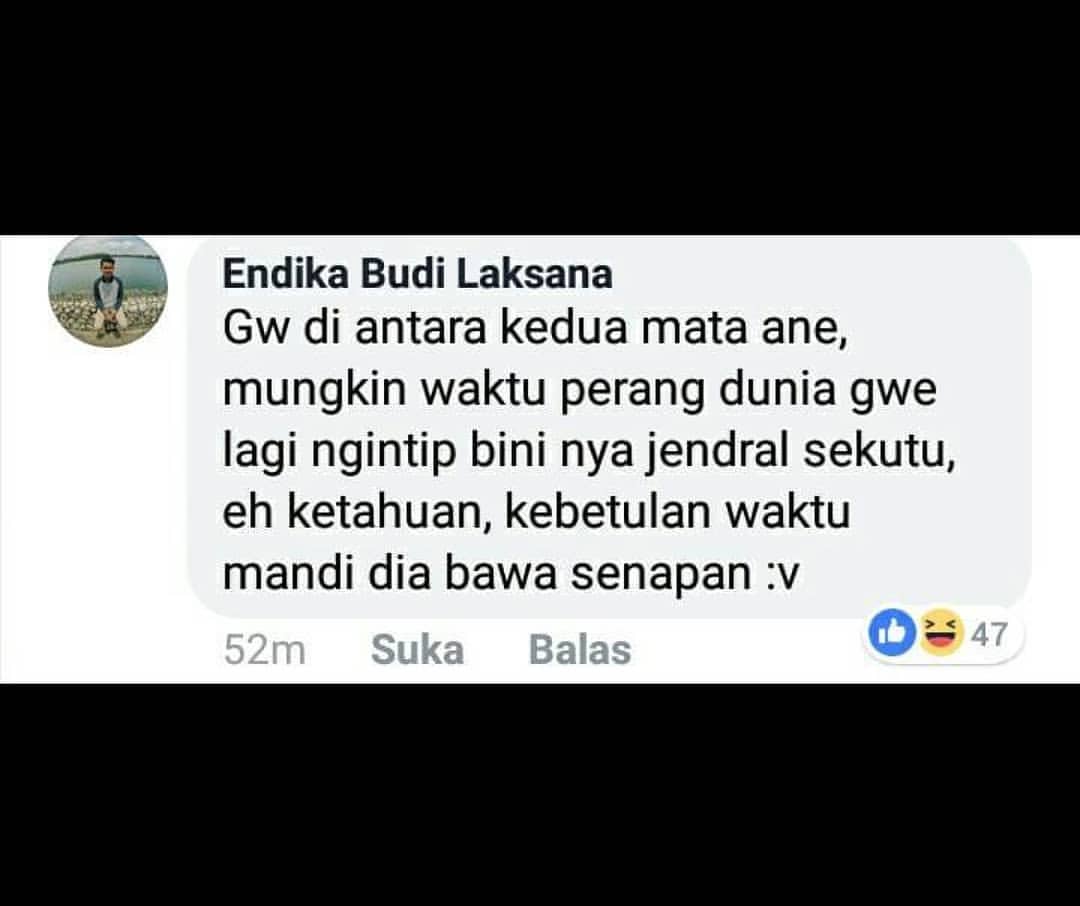 Endika Budi Laksana
Gw di antara kedua mata ane,
mungkin waktu perang dunia gwe
lagi ngintip bini nya jendral sekutu,
eh ketahuan, kebetulan waktu
mandi dia bawa senapan :v
52m Suka Balas 47